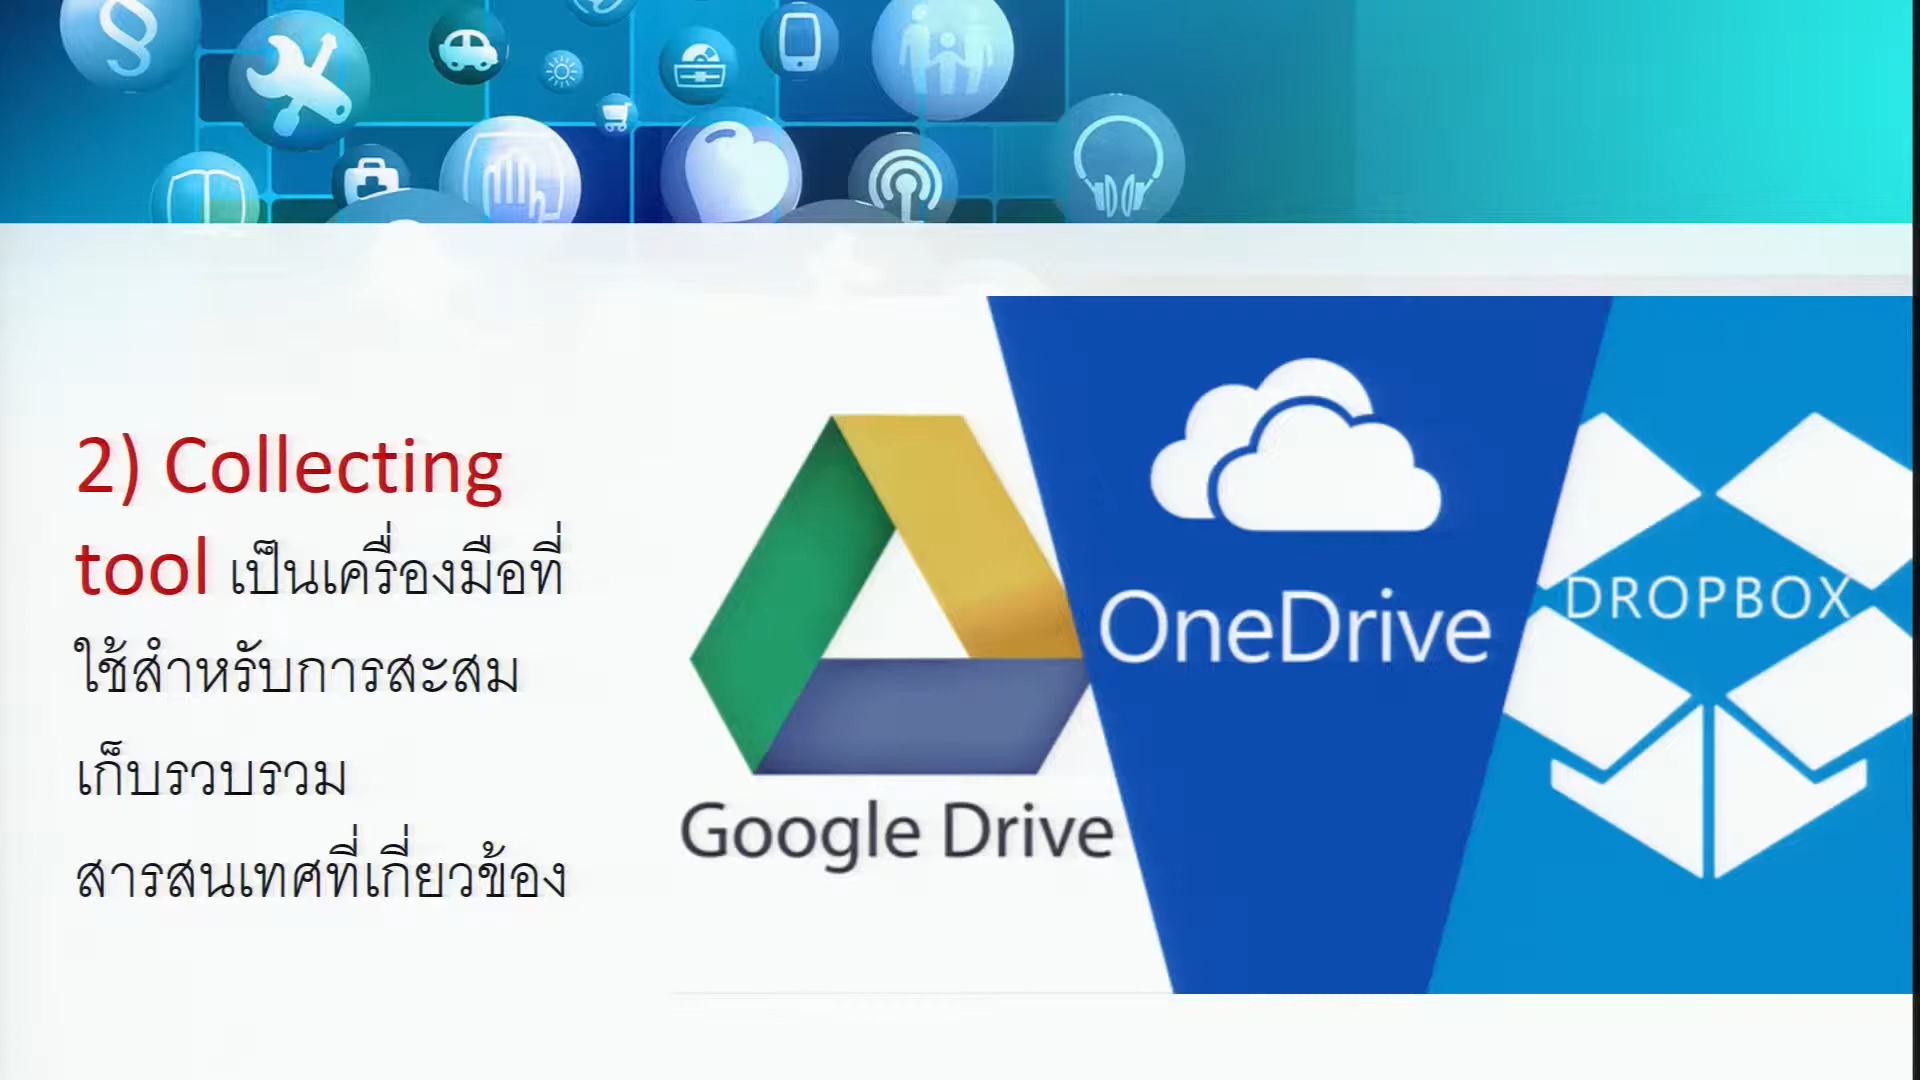 2) Collecting
tool เป็นเครื่องมือที่
ใช้สำหรับการสะสม
เก็บรวบรวม
สารสนเทศที่เกี่ยวข้อง
Google Drive
OneDrive
DROPBOX